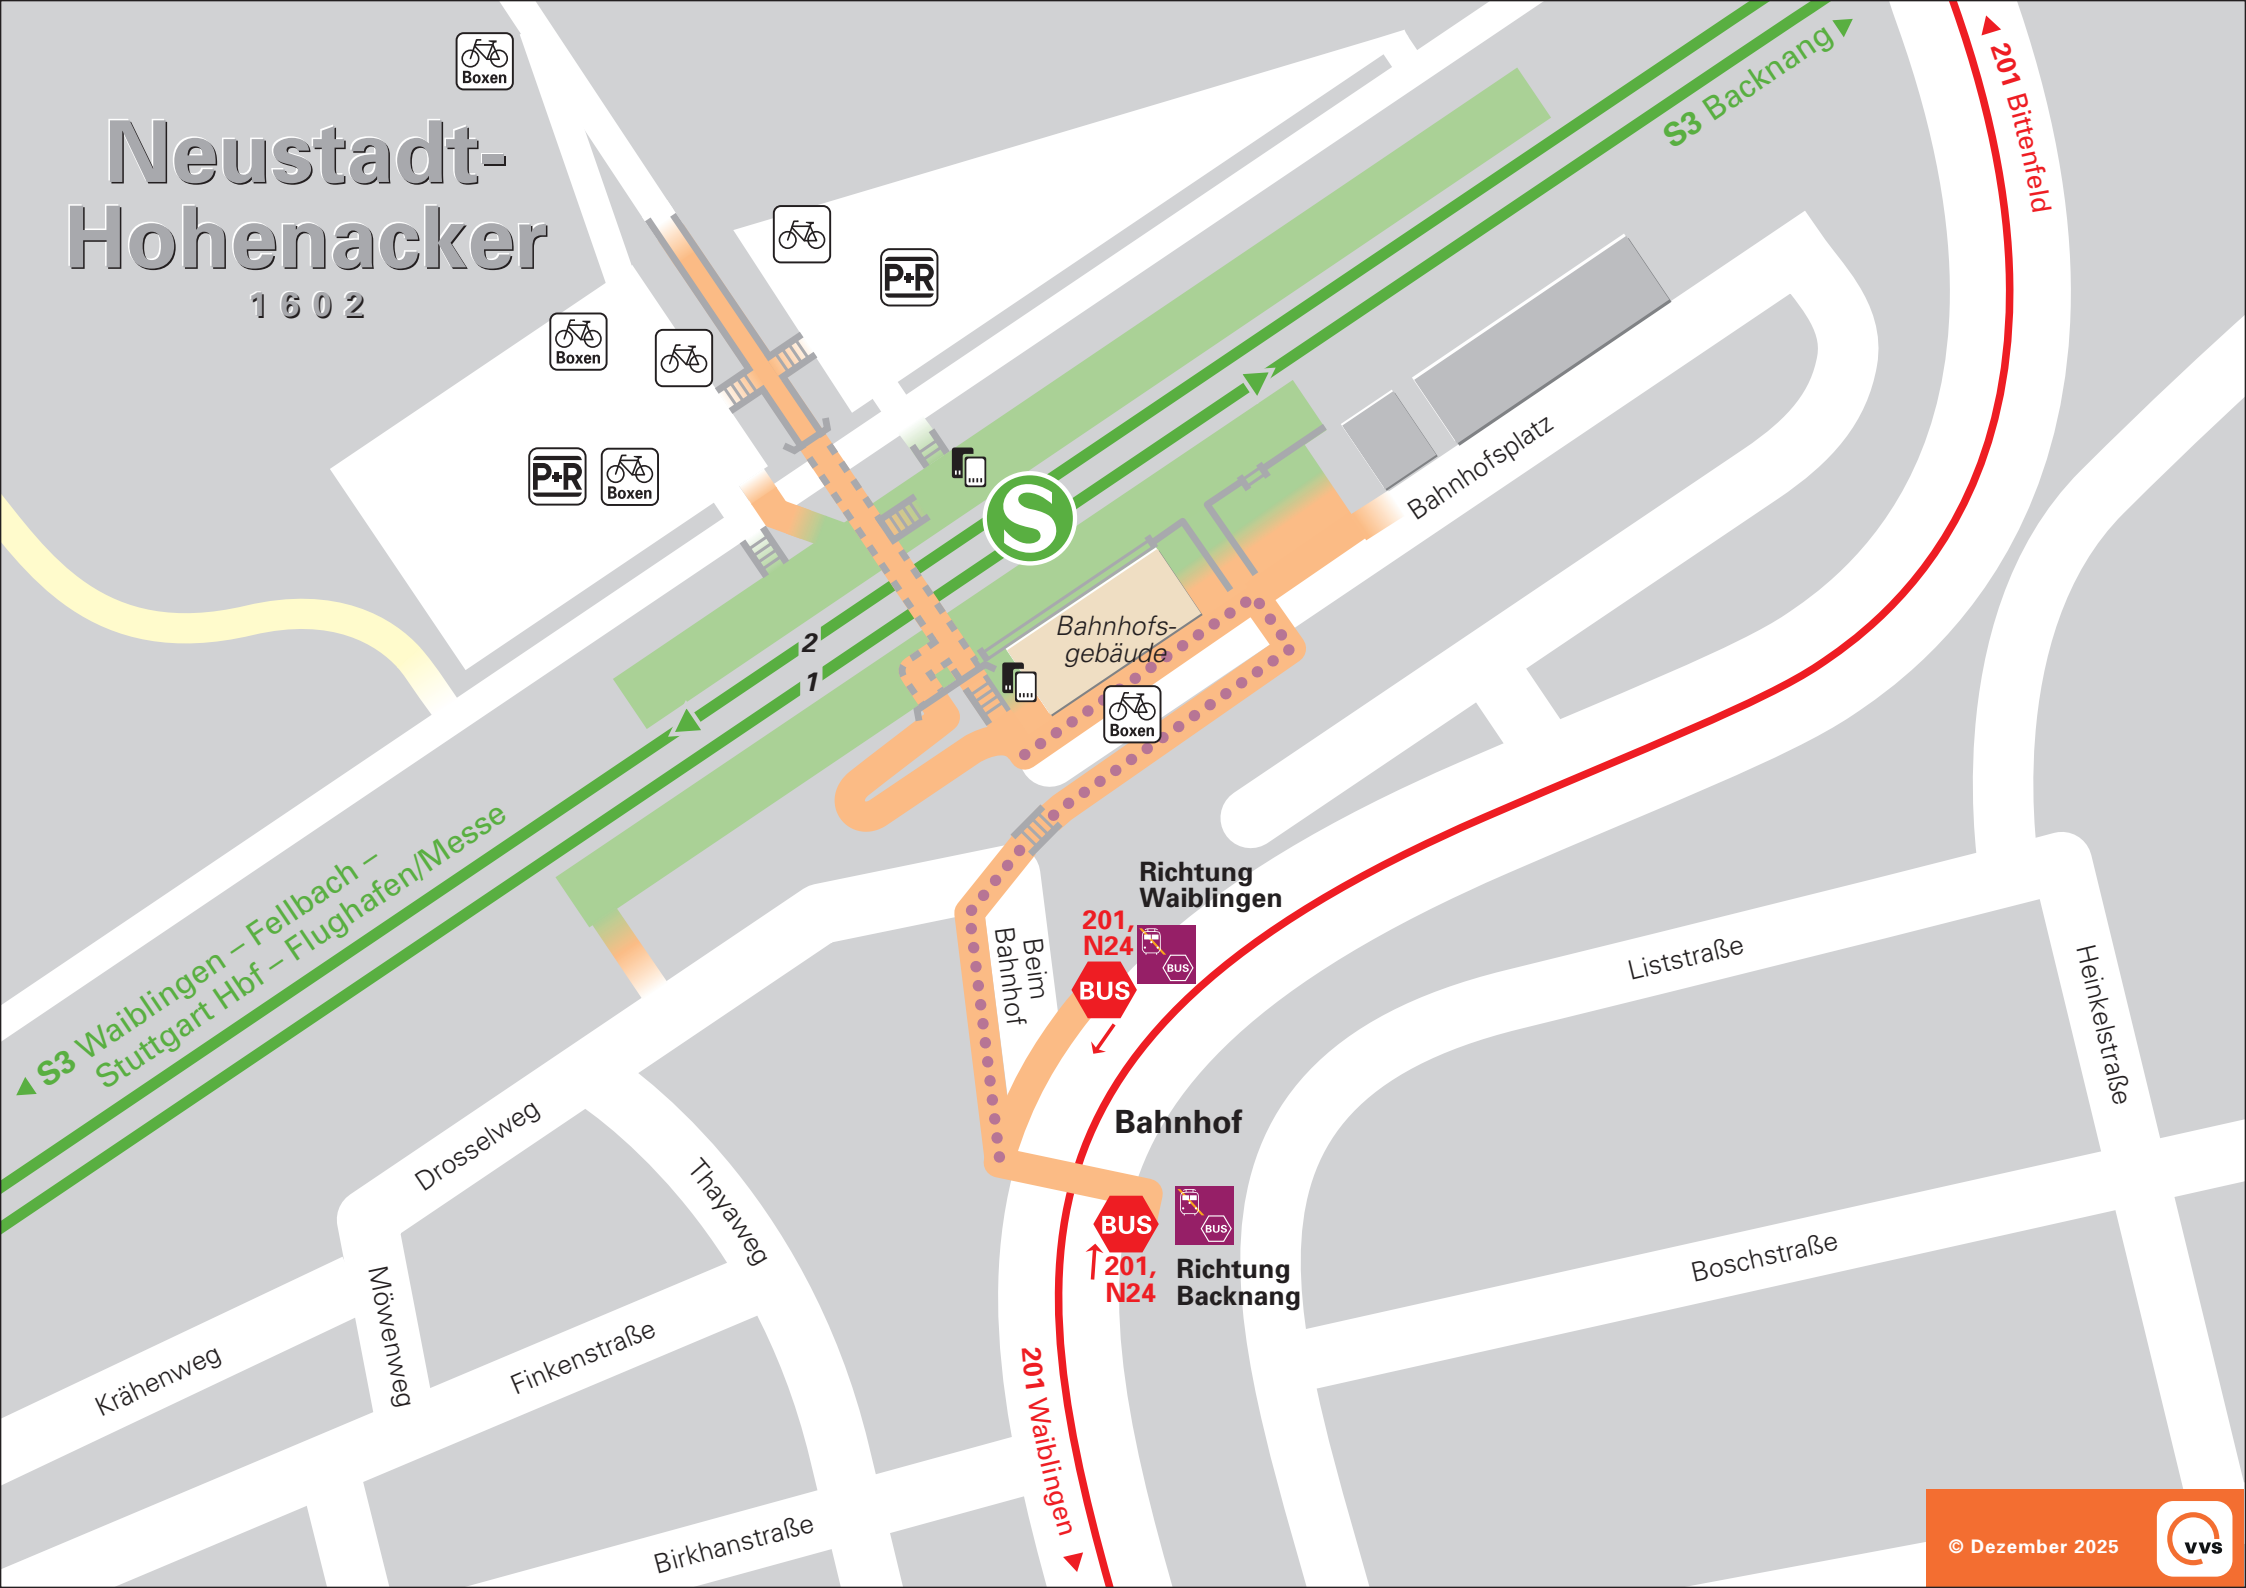 Neustadt-
Hohenacker
1602
Boxen
P+R
Boxen
P+R
Boxen
S3 Backnang
201 Bittenfeld
Bahnhofsplatz
S
2
1
Bahnhofs-
gebäude
Boxen
S3 Waiblingen – Fellbach –
Stuttgart Hbf – Flughafen/Messe
Richtung
Waiblingen
201,
N24
BUS
BUS
Beim
Bahnhof
Bahnhof
BUS
BUS
201,
N24
Richtung
Backnang
201 Waiblingen
Liststraße
Heinkelstraße
Boschstraße
Drosselweg
Thayaweg
Möwenweg
Krähenweg
Finkenstraße
Birkhanstraße
© Dezember 2025
vvs